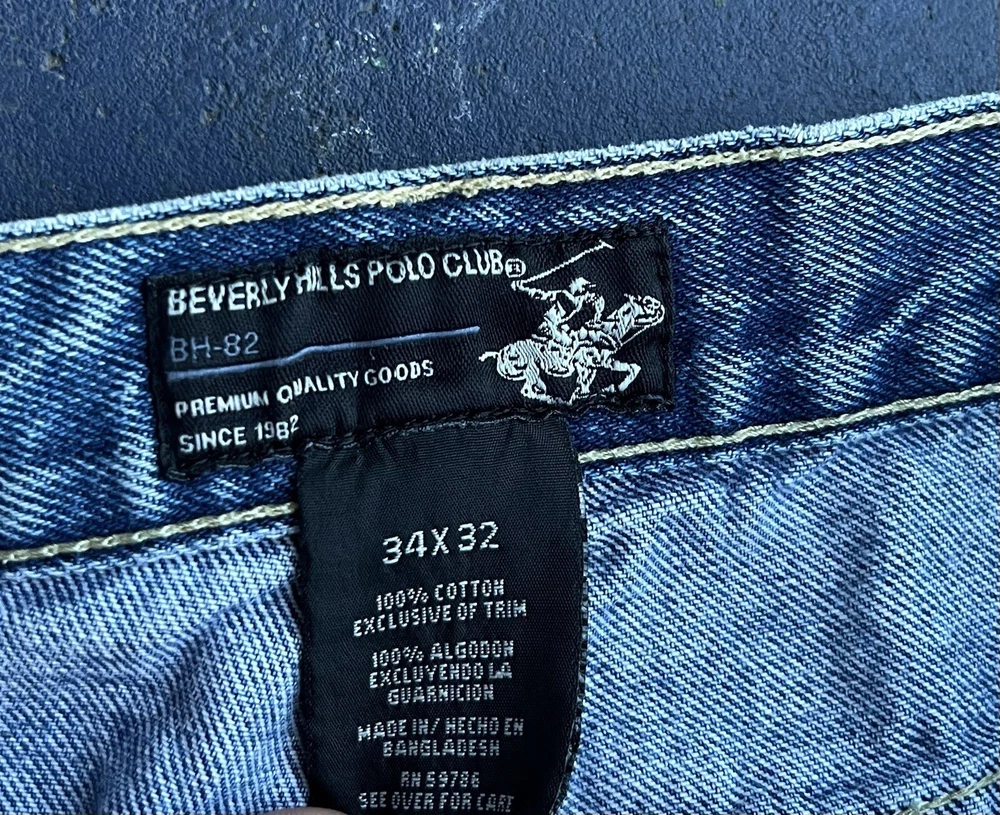 BEVERLY HILLS POLO CLUB®
BH-82
PREMIUM QUALITY GOODS
SINCE 1982
34X32
100% COTTON
EXCLUSIVE OF TRIM
100% ALGODON
EXCLUYENDO LA
GUARNICION
MADE IN/ HECHO EN
BANGLADESH
RN 59786
SEE OVER FOR CARE